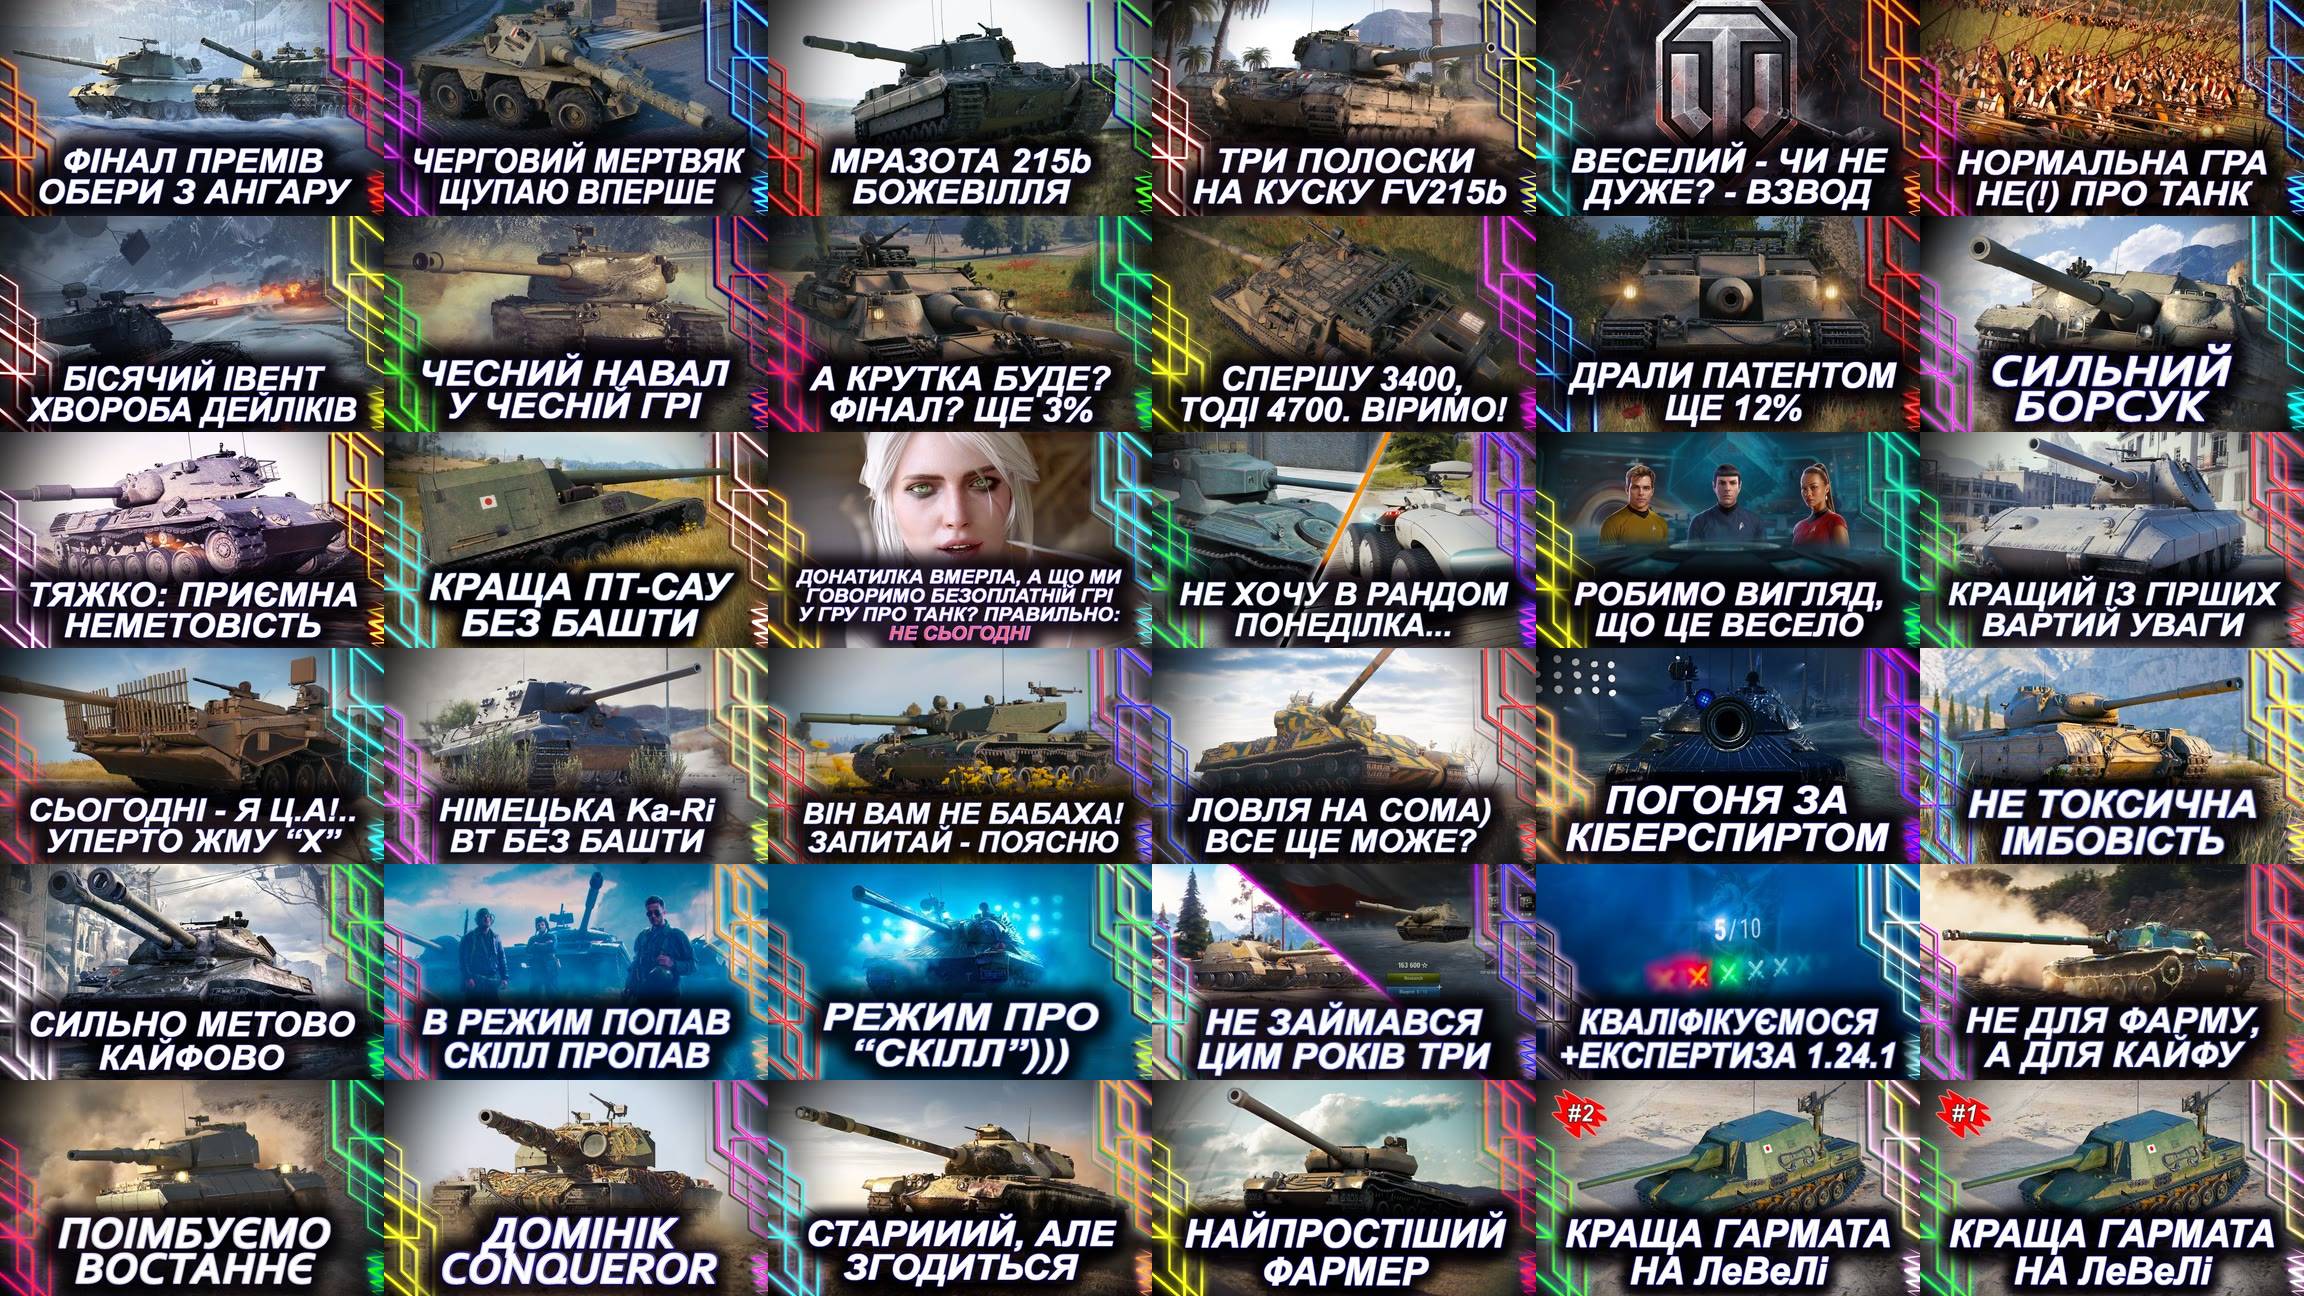 ФІНАЛ ПРЕМІВ
ОБЕРИ З АНГАРУ
ЧЕРГОВИЙ МЕРТВЯК
ЩУПАЮ ВПЕРШЕ
МРАЗОТА 215b
БОЖЕВІЛЛЯ
ТРИ ПОЛОСКИ
НА КУСКУ FV215b
ВЕСЕЛИЙ - ЧИ НЕ
ДУЖЕ? - ВЗВОД
НОРМАЛЬНА ГРА
НЕ(!) ПРО ТАНК
БІСЯЧИЙ ІВЕНТ
ХВОРОБА ДЕЙЛІКІВ
ЧЕСНИЙ НАВАЛ
У ЧЕСНІЙ ГРІ
А КРУТКА БУДЕ?
ФІНАЛ? ЩЕ 3%
СПЕРШУ 3400,
ТОДІ 4700. ВІРИМО!
ДРАЛИ ПАТЕНТОМ
ЩЕ 12%
СИЛЬНИЙ
БОРСУК
ТЯЖКО: ПРИЄМНА
НЕМЕТОВІСТЬ
КРАЩА ПТ-САУ
БЕЗ БАШТИ
ДОНАТИЛКА ВМЕРЛА, А ЩО МИ
ГОВОРИМО БЕЗОПЛАТНІЙ ГРІ
У ГРУ ПРО ТАНК? ПРАВИЛЬНО:
НЕ СЬОГОДНІ
НЕ ХОЧУ В РАНДОМ
ПОНЕДІЛКА...
РОБИМО ВИГЛЯД,
ЩО ЦЕ ВЕСЕЛО
КРАЩИЙ ІЗ ГІРШИХ
ВАРТИЙ УВАГИ
СЬОГОДНІ - Я Ц.А!..
УПЕРТО ЖМУ “Х”
НІМЕЦЬКА Ka-Ri
ВТ БЕЗ БАШТИ
ВІН ВАМ НЕ БАБАХА!
ЗАПИТАЙ - ПОЯСНЮ
ЛОВЛЯ НА СОМА)
ВСЕ ЩЕ МОЖЕ?
ПОГОНЯ ЗА
КІБЕРСПИРТОМ
НЕ ТОКСИЧНА
ІМБОВІСТЬ
СИЛЬНО МЕТОВО
КАЙФОВО
В РЕЖИМ ПОПАВ
СКІЛЛ ПРОПАВ
РЕЖИМ ПРО
“СКІЛЛ”)))
163 600
Research
НЕ ЗАЙМАВСЯ
ЦИМ РОКІВ ТРИ
5/10
КВАЛІФІКУЄМОСЯ
+ЕКСПЕРТИЗА 1.24.1
НЕ ДЛЯ ФАРМУ,
А ДЛЯ КАЙФУ
ПОІМБУЄМО
ВОСТАННЄ
ДОМІНІК
CONQUEROR
СТАРИИИЙ, АЛЕ
ЗГОДИТЬСЯ
НАЙПРОСТІШИЙ
ФАРМЕР
#2
КРАЩА ГАРМАТА
НА ЛеВеЛі
#1
КРАЩА ГАРМАТА
НА ЛеВеЛі